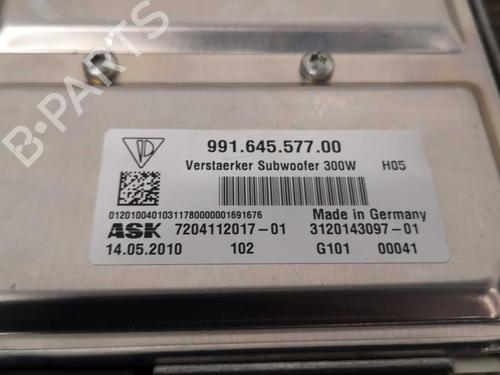 B-PARTS
991.645.577.00
Verstaerker Subwoofer 300W H05
01201004010311780000001691676
Made in Germany
ASK 7204112017-01 3120143097-01
14.05.2010 102 G101 00041